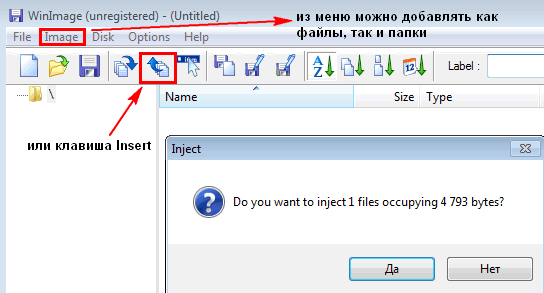 WinImage (unregistered) - (Untitled)
из меню можно добавлять как
файлы, так и папки
File Image Disk Options Help
A
Z
Label :
\
Name Size Type
или клавиша Insert
Inject
Do you want to inject 1 files occupying 4 793 bytes?
Да Нет